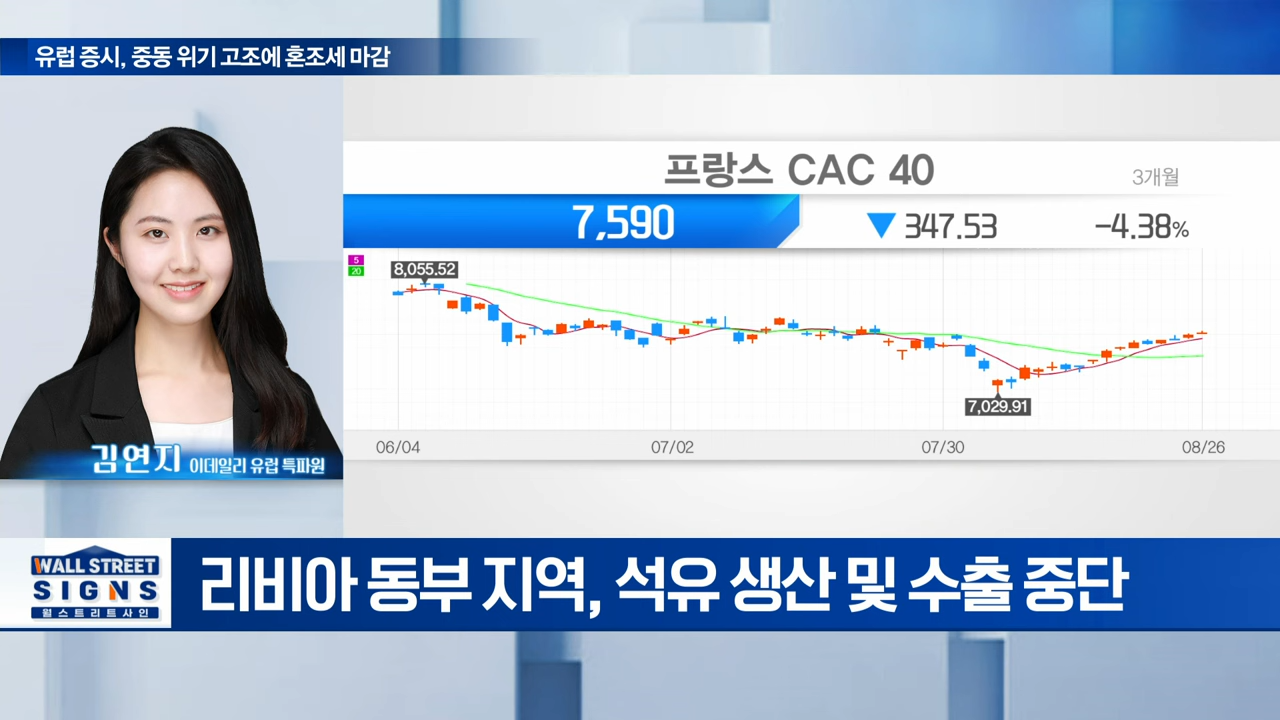 유럽 증시, 중동 위기 고조에 혼조세 마감
프랑스 CAC 40
3개월
7,590
▼ 347.53
-4.38%
5
20
8,055.52
7,029.91
06/04
07/02
07/30
08/26
김연지 이데일리 유럽 특파원
WALL STREET
SIGNS
월스트리트사인
리비아 동부 지역, 석유 생산 및 수출 중단